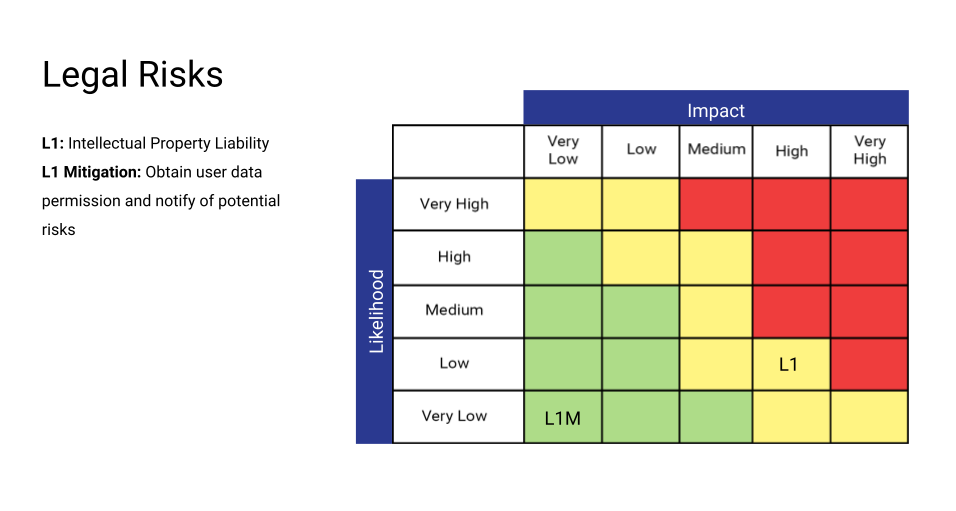 Legal Risks
L1: Intellectual Property Liability
L1 Mitigation: Obtain user data
permission and notify of potential
risks
Impact
Very Low
Low
Medium
High
Very High
Likelihood
Very High
High
Medium
Low
L1
Very Low
L1M